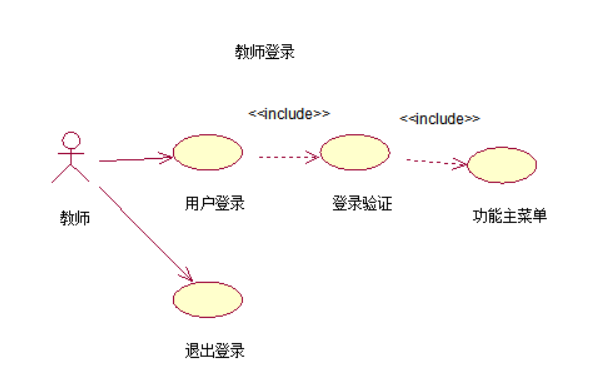 教师登录
<<include>>
<<include>>
教师
用户登录
登录验证
功能主菜单
退出登录